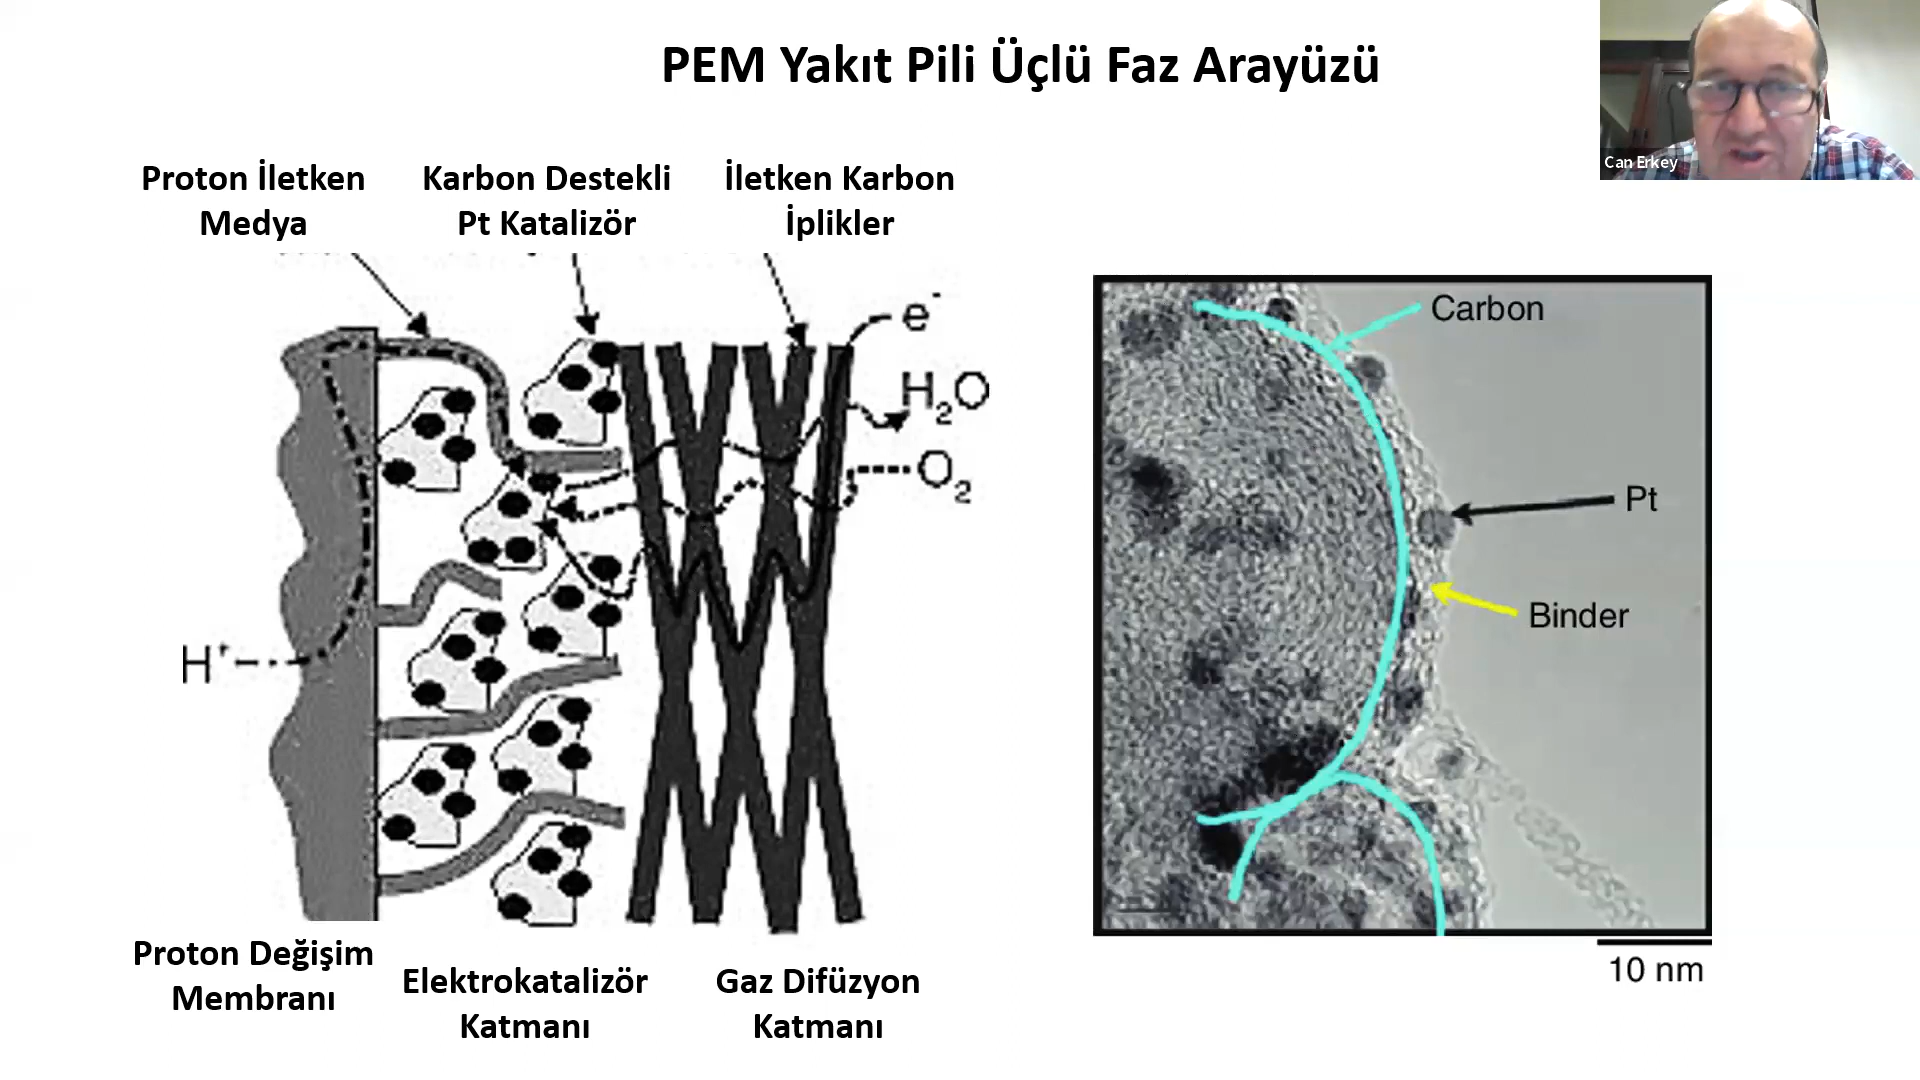 PEM Yakıt Pili Üçlü Faz Arayüzü
Can Erkey
Proton İletken
Medya
Karbon Destekli
Pt Katalizör
İletken Karbon
İplikler
e-
H2O
O2
H+
Proton Değişim
Membranı
Elektrokatalizör
Katmanı
Gaz Difüzyon
Katmanı
Carbon
Pt
Binder
10 nm